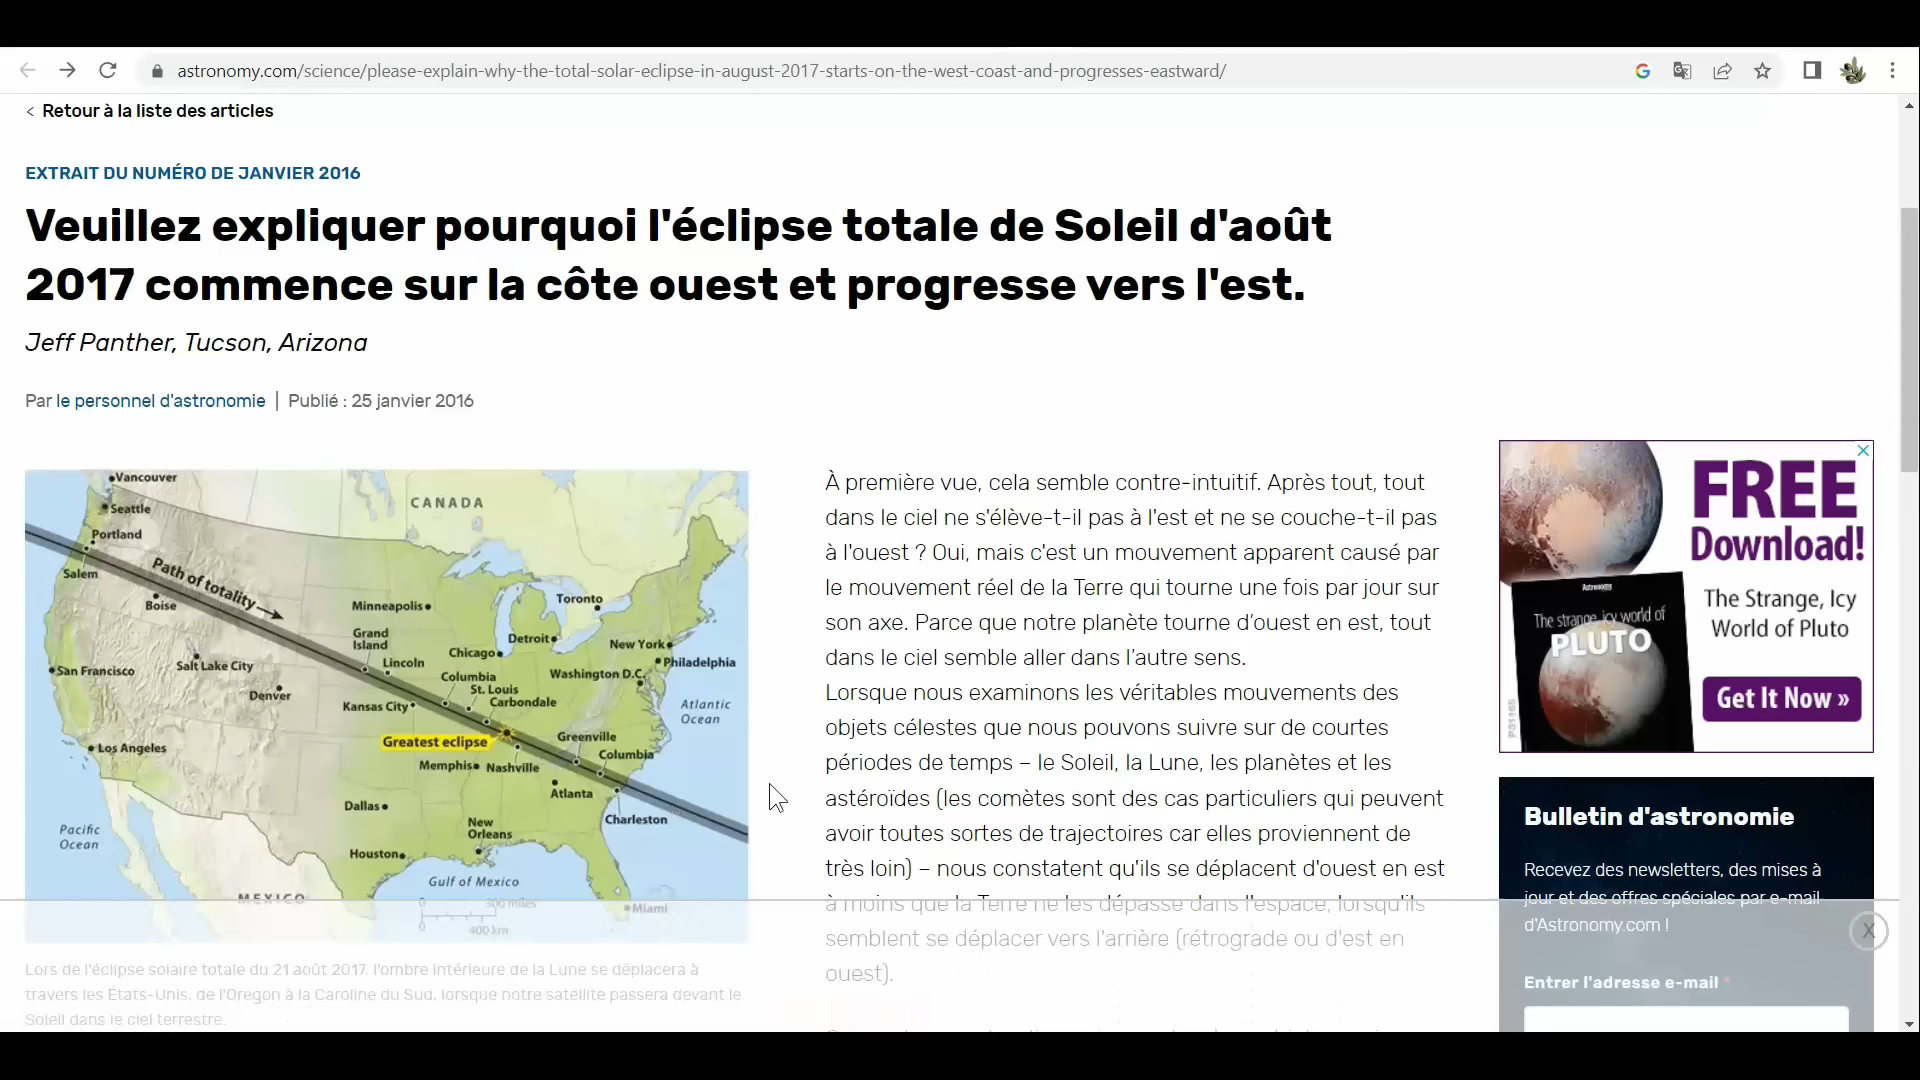 astronomy.com/science/please-explain-why-the-total-solar-eclipse-in-august-2017-starts-on-the-west-coast-and-progresses-eastward/
< Retour à la liste des articles
EXTRAIT DU NUMÉRO DE JANVIER 2016
Veuillez expliquer pourquoi l'éclipse totale de Soleil d'août
2017 commence sur la côte ouest et progresse vers l'est.
Jeff Panther, Tucson, Arizona
Par le personnel d'astronomie | Publié : 25 janvier 2016
Vancouver
CANADA
Seattle
Portland
Salem
Path of totality
Boise
Minneapolis
Toronto
Grand
Island
Detroit
New York
Chicago
Lincoln
Philadelphia
San Francisco
Salt Lake City
Columbia
Washington D.C.
Denver
St. Louis
Kansas City
Carbondale
Atlantic
Ocean
Greatest eclipse
Greenville
Los Angeles
Columbia
Memphis
Nashville
Atlanta
Dallas
Charleston
New
Orleans
Pacific
Ocean
Houston
Gulf of Mexico
MEXICO
0 300 miles
0 400 km
Miami
Lors de l'éclipse solaire totale du 21 août 2017, l'ombre intérieure de la Lune se déplacera à
travers les États-Unis, de l'Oregon à la Caroline du Sud, lorsque notre satellite passera devant le
Soleil dans le ciel terrestre.
À première vue, cela semble contre-intuitif. Après tout, tout
dans le ciel ne s'élève-t-il pas à l'est et ne se couche-t-il pas
à l'ouest ? Oui, mais c'est un mouvement apparent causé par
le mouvement réel de la Terre qui tourne une fois par jour sur
son axe. Parce que notre planète tourne d’ouest en est, tout
dans le ciel semble aller dans l’autre sens.
Lorsque nous examinons les véritables mouvements des
objets célestes que nous pouvons suivre sur de courtes
périodes de temps – le Soleil, la Lune, les planètes et les
astéroïdes (les comètes sont des cas particuliers qui peuvent
avoir toutes sortes de trajectoires car elles proviennent de
très loin) – nous constatent qu'ils se déplacent d'ouest en est
à moins que la Terre ne les dépasse dans l'espace, lorsqu'ils
semblent se déplacer vers l'arrière (rétrograde ou d'est en
ouest).
FREE
Download!
The Strange, Icy
World of Pluto
Get It Now »
Astronomy
The strange, icy world of
PLUTO
P31168
Bulletin d'astronomie
Recevez des newsletters, des mises à
jour et des offres spéciales par e-mail
d’Astronomy.com !
X
Entrer l'adresse e-mail *